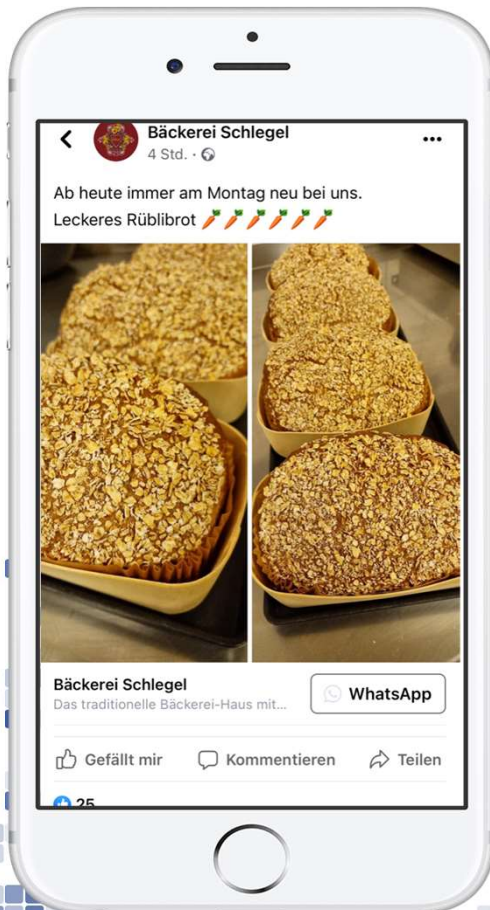 Bäckerei Schlegel
4 Std.
Ab heute immer am Montag neu bei uns.
Leckeres Rüblibrot 🥕🥕🥕🥕🥕🥕
Bäckerei Schlegel
Das traditionelle Bäckerei-Haus mit...
WhatsApp
Gefällt mir
Kommentieren
Teilen
25